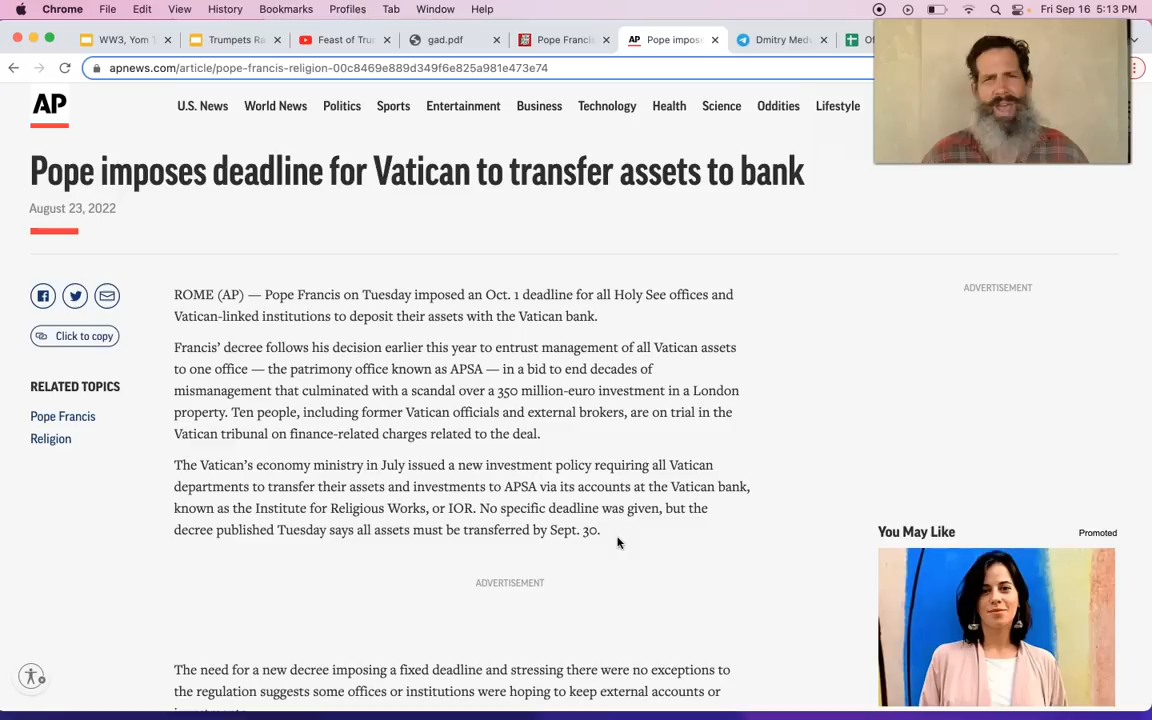 Chrome File Edit View History Bookmarks Profiles Tab Window Help Fri Sep 16 5:13 PM
WW3, Yom Trumpets Ra Feast of Tru gad.pdf Pope Francis AP Pope impos Dmitry Med
apnews.com/article/pope-francis-religion-00c8469e889d349f6e825a981e473e74
AP U.S. News World News Politics Sports Entertainment Business Technology Health Science Oddities Lifestyle
Pope imposes deadline for Vatican to transfer assets to bank
August 23, 2022
ROME (AP) — Pope Francis on Tuesday imposed an Oct. 1 deadline for all Holy See offices and
Vatican-linked institutions to deposit their assets with the Vatican bank.
Francis’ decree follows his decision earlier this year to entrust management of all Vatican assets
to one office — the patrimony office known as APSA — in a bid to end decades of
mismanagement that culminated with a scandal over a 350 million-euro investment in a London
property. Ten people, including former Vatican officials and external brokers, are on trial in the
Vatican tribunal on finance-related charges related to the deal.
The Vatican’s economy ministry in July issued a new investment policy requiring all Vatican
departments to transfer their assets and investments to APSA via its accounts at the Vatican bank,
known as the Institute for Religious Works, or IOR. No specific deadline was given, but the
decree published Tuesday says all assets must be transferred by Sept. 30.
ADVERTISEMENT
The need for a new decree imposing a fixed deadline and stressing there were no exceptions to
the regulation suggests some offices or institutions were hoping to keep external accounts or
Click to copy
RELATED TOPICS
Pope Francis
Religion
ADVERTISEMENT
You May Like Promoted